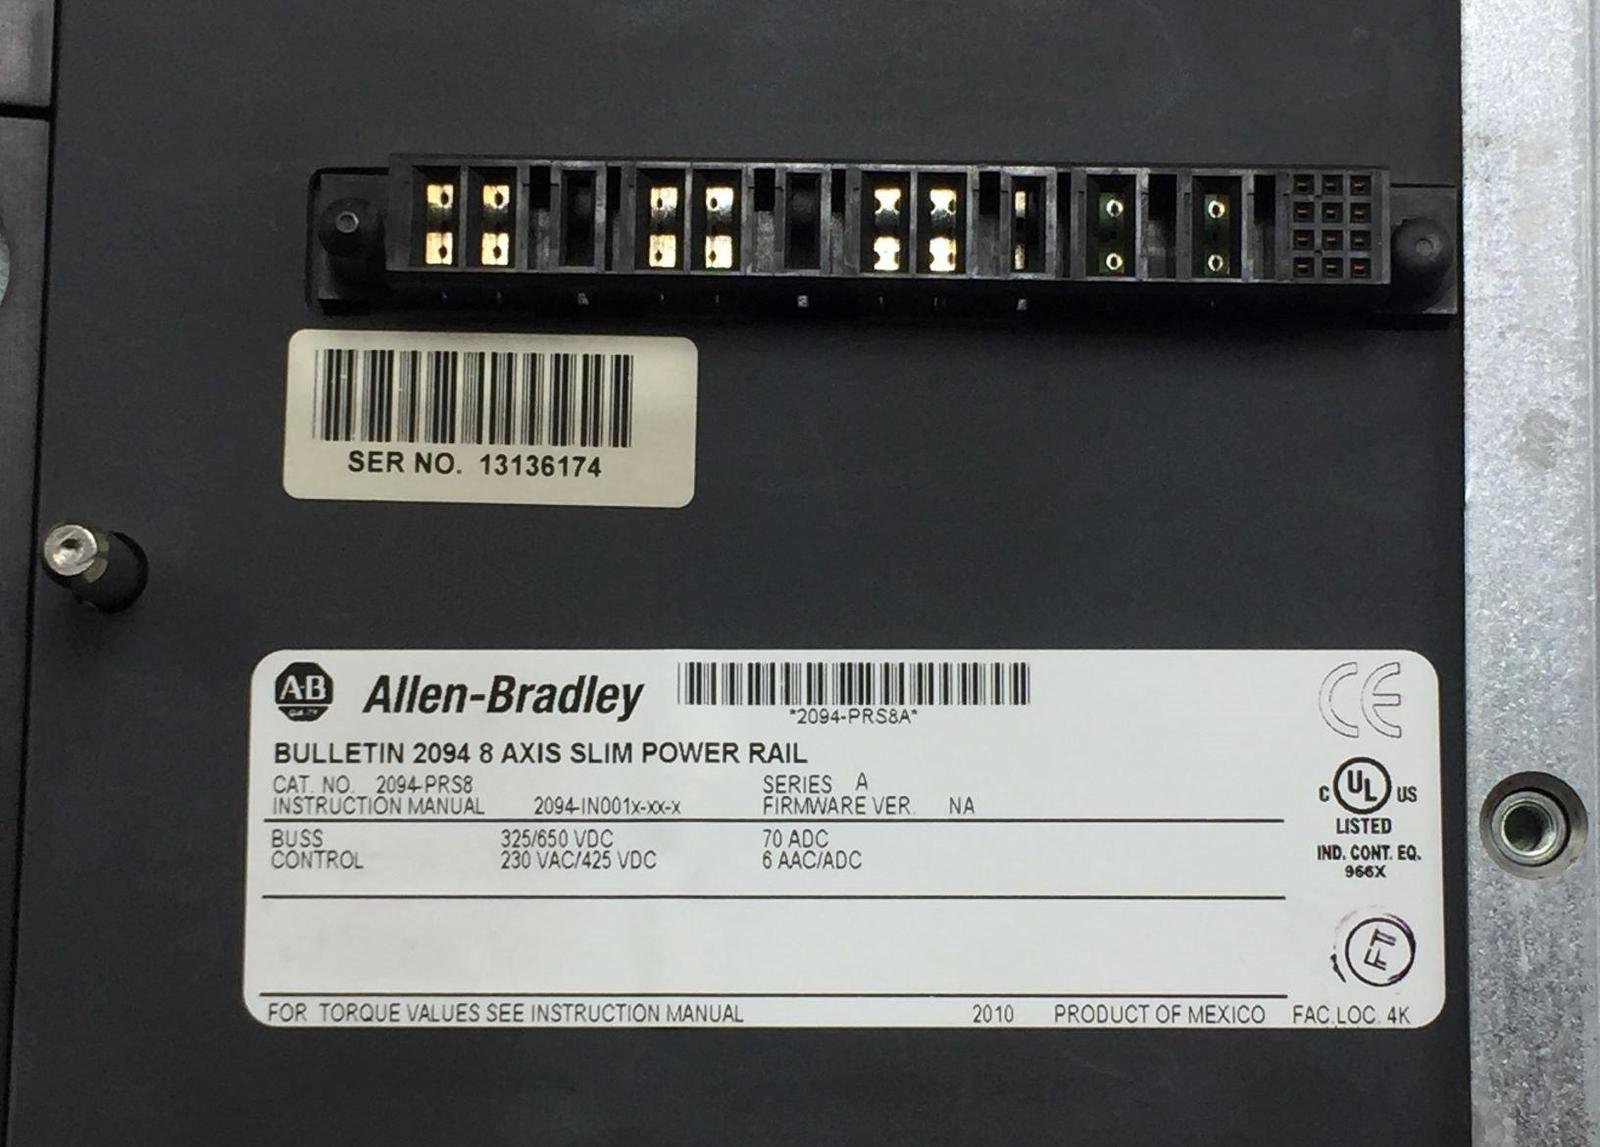 SER NO. 13136174
A-B
Allen-Bradley
*2094-PRS8A*
BULLETIN 2094 8 AXIS SLIM POWER RAIL
CAT. NO. 2094-PRS8 SERIES A
INSTRUCTION MANUAL 2094-IN001x-xx-x FIRMWARE VER. NA
BUSS 325/650 VDC 70 ADC
CONTROL 230 VAC/425 VDC 6 AAC/ADC
CE
C UL US
LISTED
IND. CONT. EQ.
966X
FT
FOR TORQUE VALUES SEE INSTRUCTION MANUAL 2010 PRODUCT OF MEXICO FAC.LOC. 4K